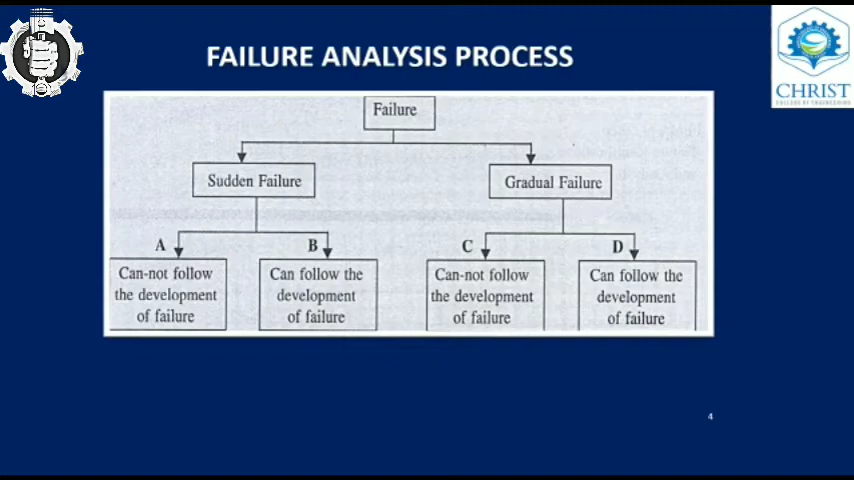 FAILURE ANALYSIS PROCESS
CHRIST
COLLEGE OF ENGINEERING
Failure
Sudden Failure
Gradual Failure
A
B
C
D
Can-not follow
the development
of failure
Can follow the
development
of failure
Can-not follow
the development
of failure
Can follow the
development
of failure
4